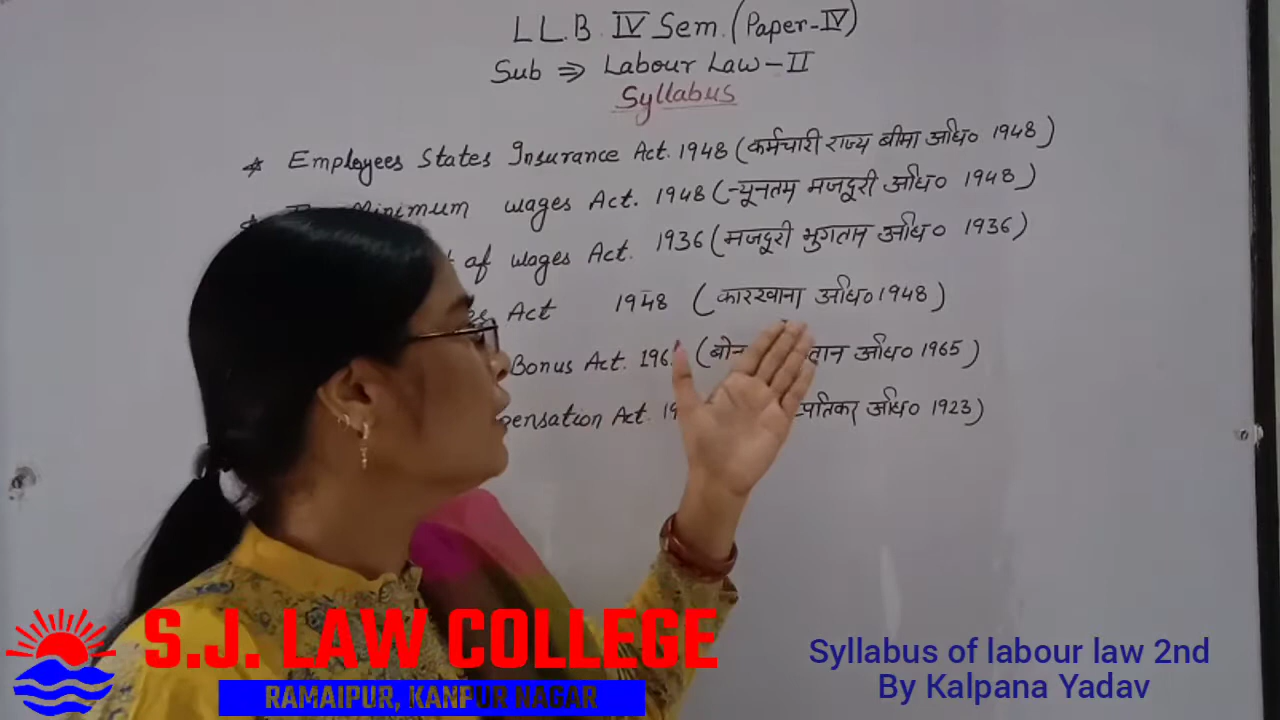 LL.B. IV Sem. (Paper-IV)
Sub ⇒ Labour Law-II
Syllabus
* Employees States Insurance Act. 1948 (कर्मचारी राज्य बीमा अधि० 1948)
Minimum wages Act. 1948 (न्यूनतम मजदूरी अधि० 1948)
of wages Act. 1936 (मजदूरी भुगतान अधि० 1936)
Act 1948 (कारखाना अधि० 1948)
Bonus Act. 196 अधि० 1965)
Act. अधि० 1923)
S.J. LAW COLLEGE
RAMAIPUR, KANPUR NAGAR
Syllabus of labour law 2nd
By Kalpana Yadav